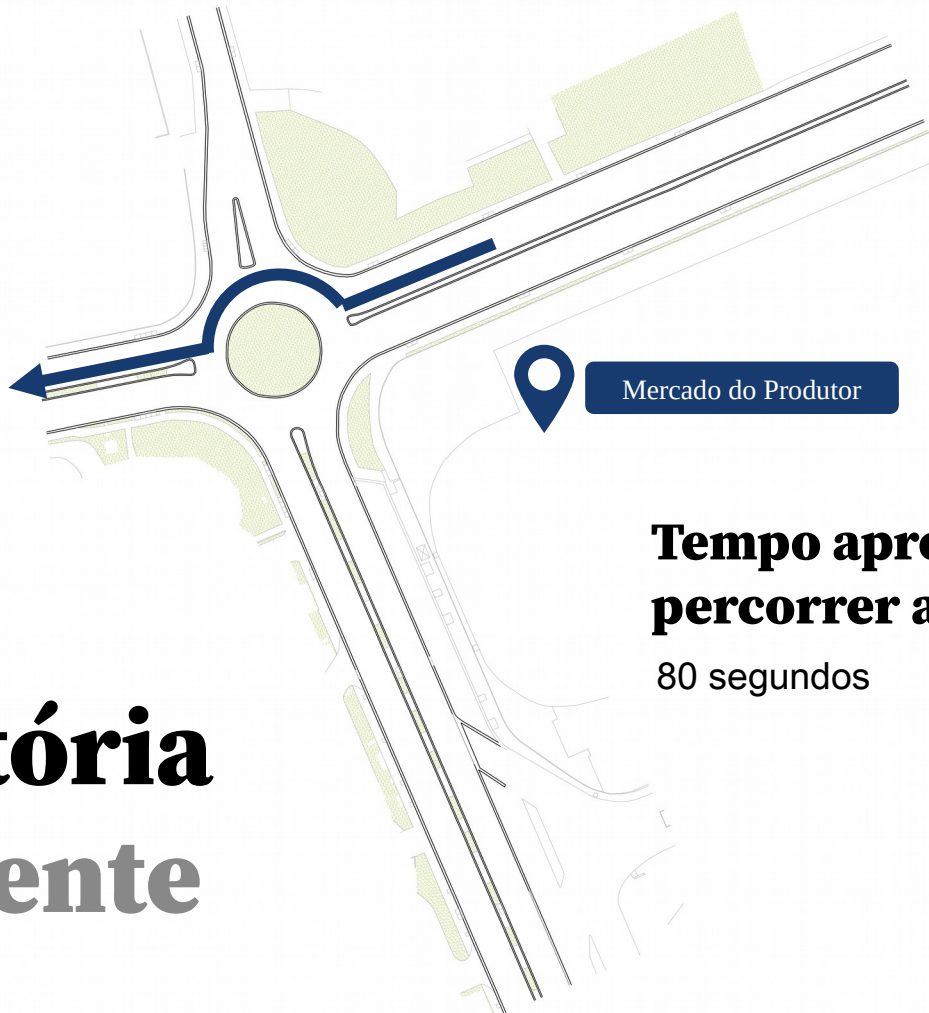 Mercado do Produtor
Tempo apro
percorrer a
80 segundos
tória
ente